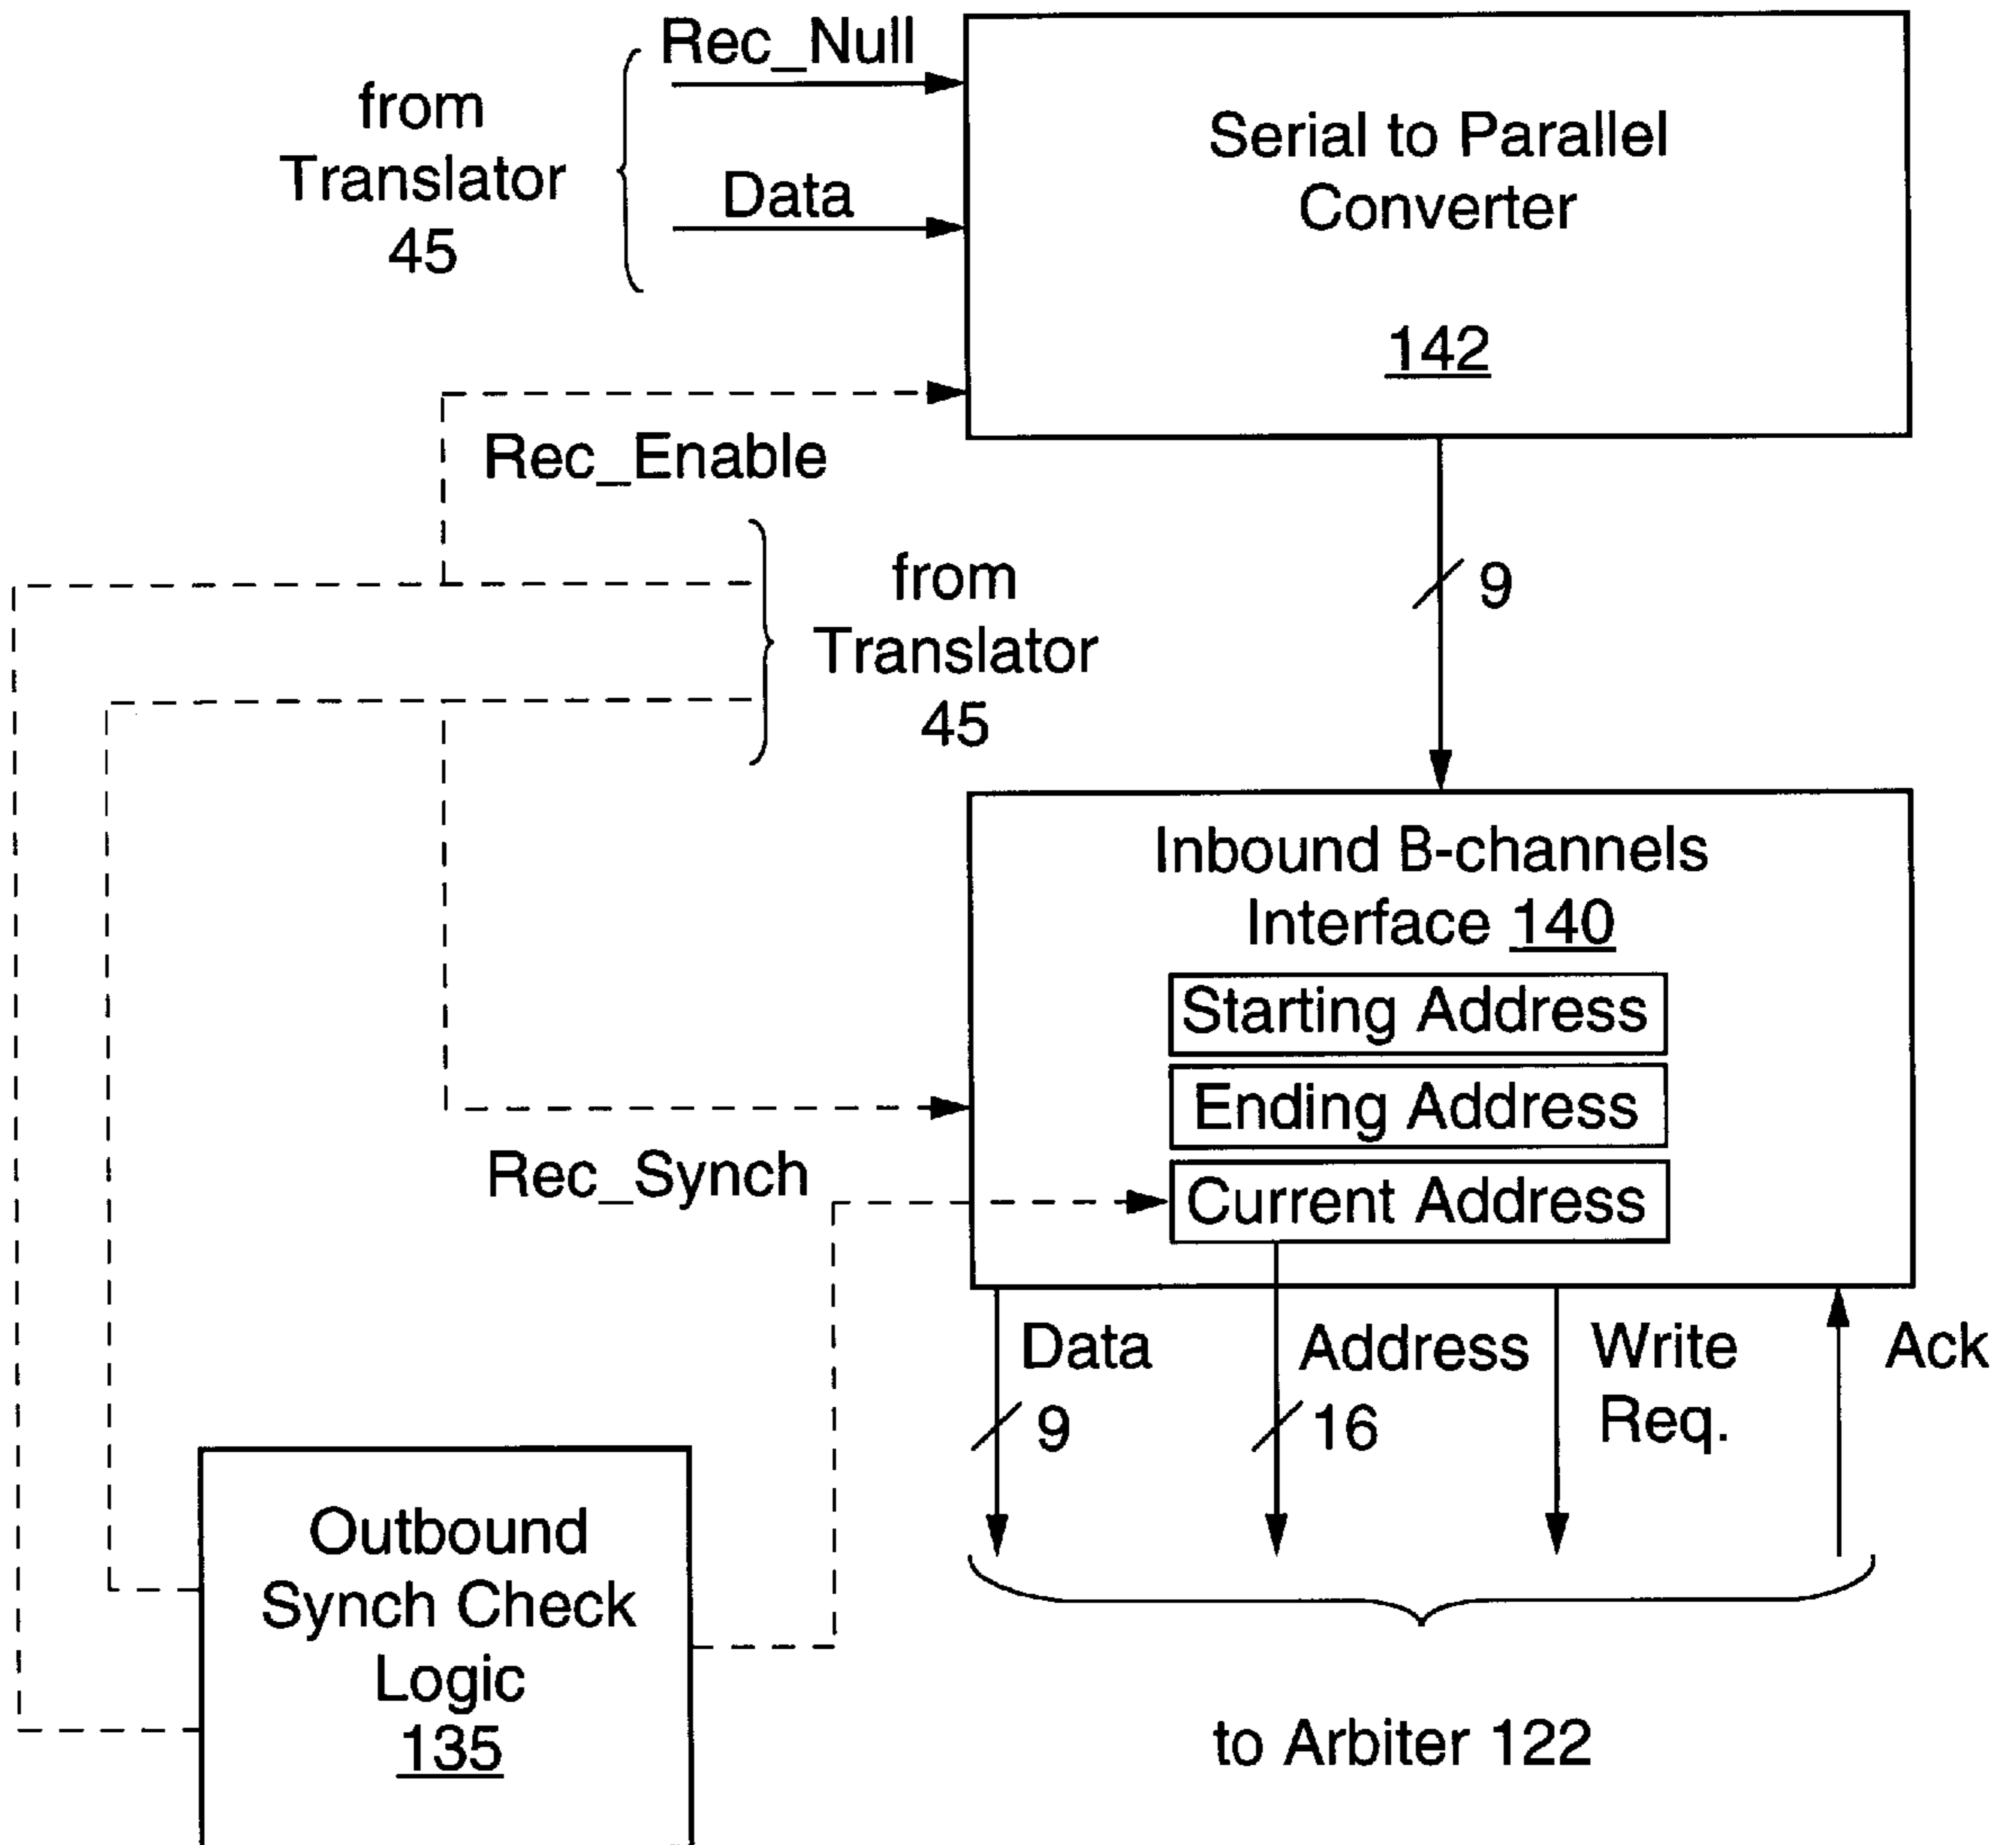 Rec_Null
from
Translator
45
Data
Serial to Parallel
Converter
142
Rec_Enable
from
Translator
45
9
Inbound B-channels
Interface 140
Starting Address
Ending Address
Current Address
Rec_Synch
Data
9
Address
16
Write
Req.
Ack
Outbound
Synch Check
Logic
135
to Arbiter 122